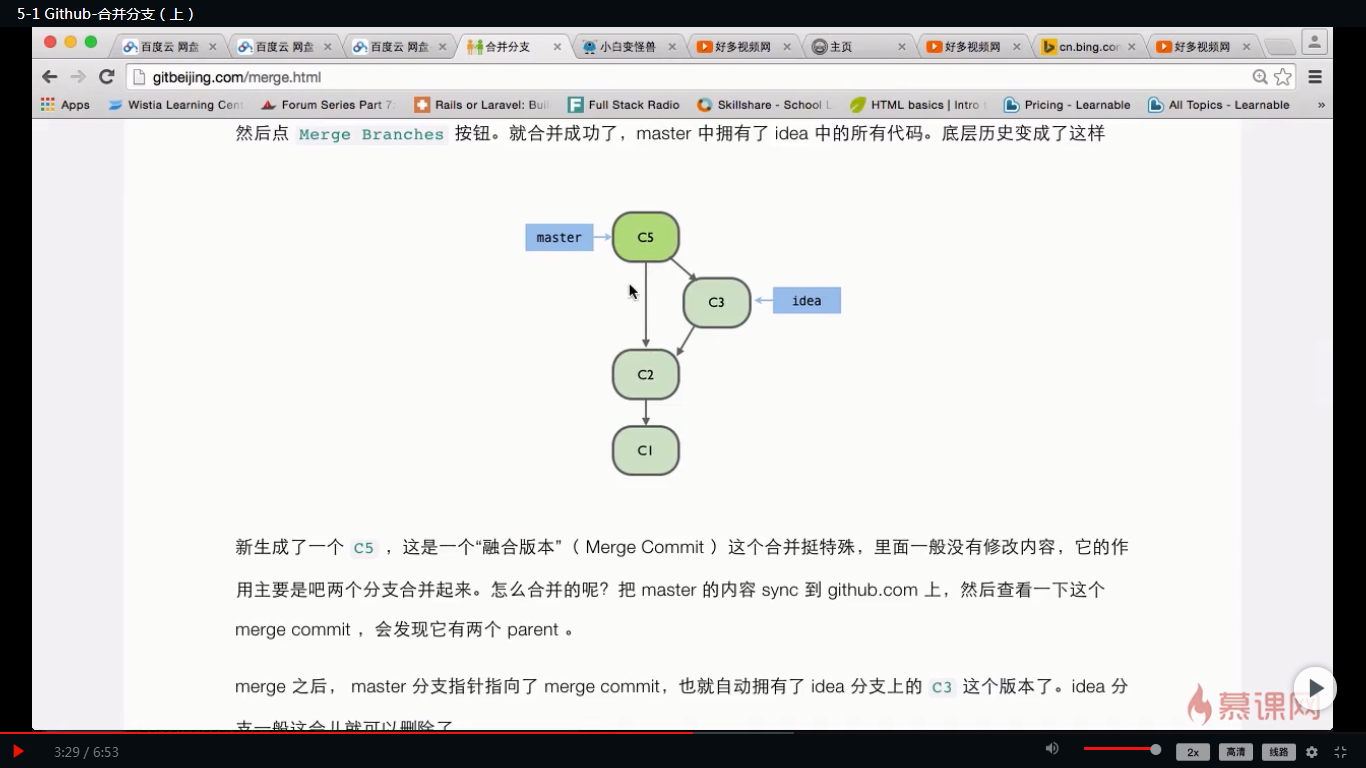 5-1 Github-合并分支（上）
百度云 网盘
百度云 网盘
百度云 网盘
合并分支
小白变怪兽
好多视频网
主页
好多视频网
cn.bing.com
好多视频网
gitbeijing.com/merge.html
Apps
Wistia Learning Cent
Forum Series Part 7:
Rails or Laravel: Buil
Full Stack Radio
Skillshare - School L
HTML basics | Intro t
Pricing - Learnable
All Topics - Learnable
»
然后点 Merge Branches 按钮。就合并成功了，master 中拥有了 idea 中的所有代码。底层历史变成了这样
master
C5
C3
idea
C2
C1
新生成了一个 C5 ，这是一个“融合版本”（ Merge Commit ）这个合并挺特殊，里面一般没有修改内容，它的作
用主要是吧两个分支合并起来。怎么合并的呢？把 master 的内容 sync 到 github.com 上，然后查看一下这个
merge commit ，会发现它有两个 parent 。
merge 之后， master 分支指针指向了 merge commit，也就自动拥有了 idea 分支上的 C3 这个版本了。idea 分
支一般这会儿就可以删除了
慕课网
3:29 / 6:53
2x
高清
线路